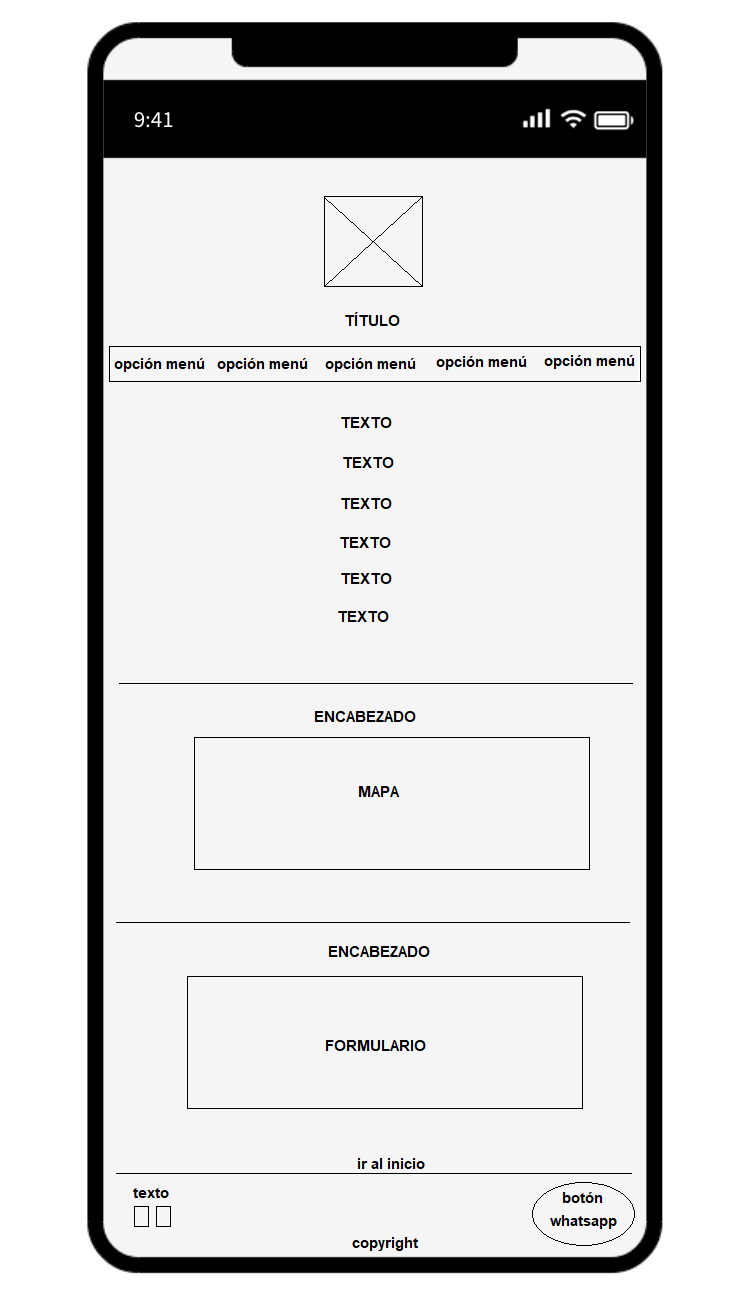 9:41
TÍTULO
opción menú opción menú opción menú opción menú opción menú
TEXTO
TEXTO
TEXTO
TEXTO
TEXTO
TEXTO
ENCABEZADO
MAPA
ENCABEZADO
FORMULARIO
ir al inicio
texto
botón
whatsapp
copyright